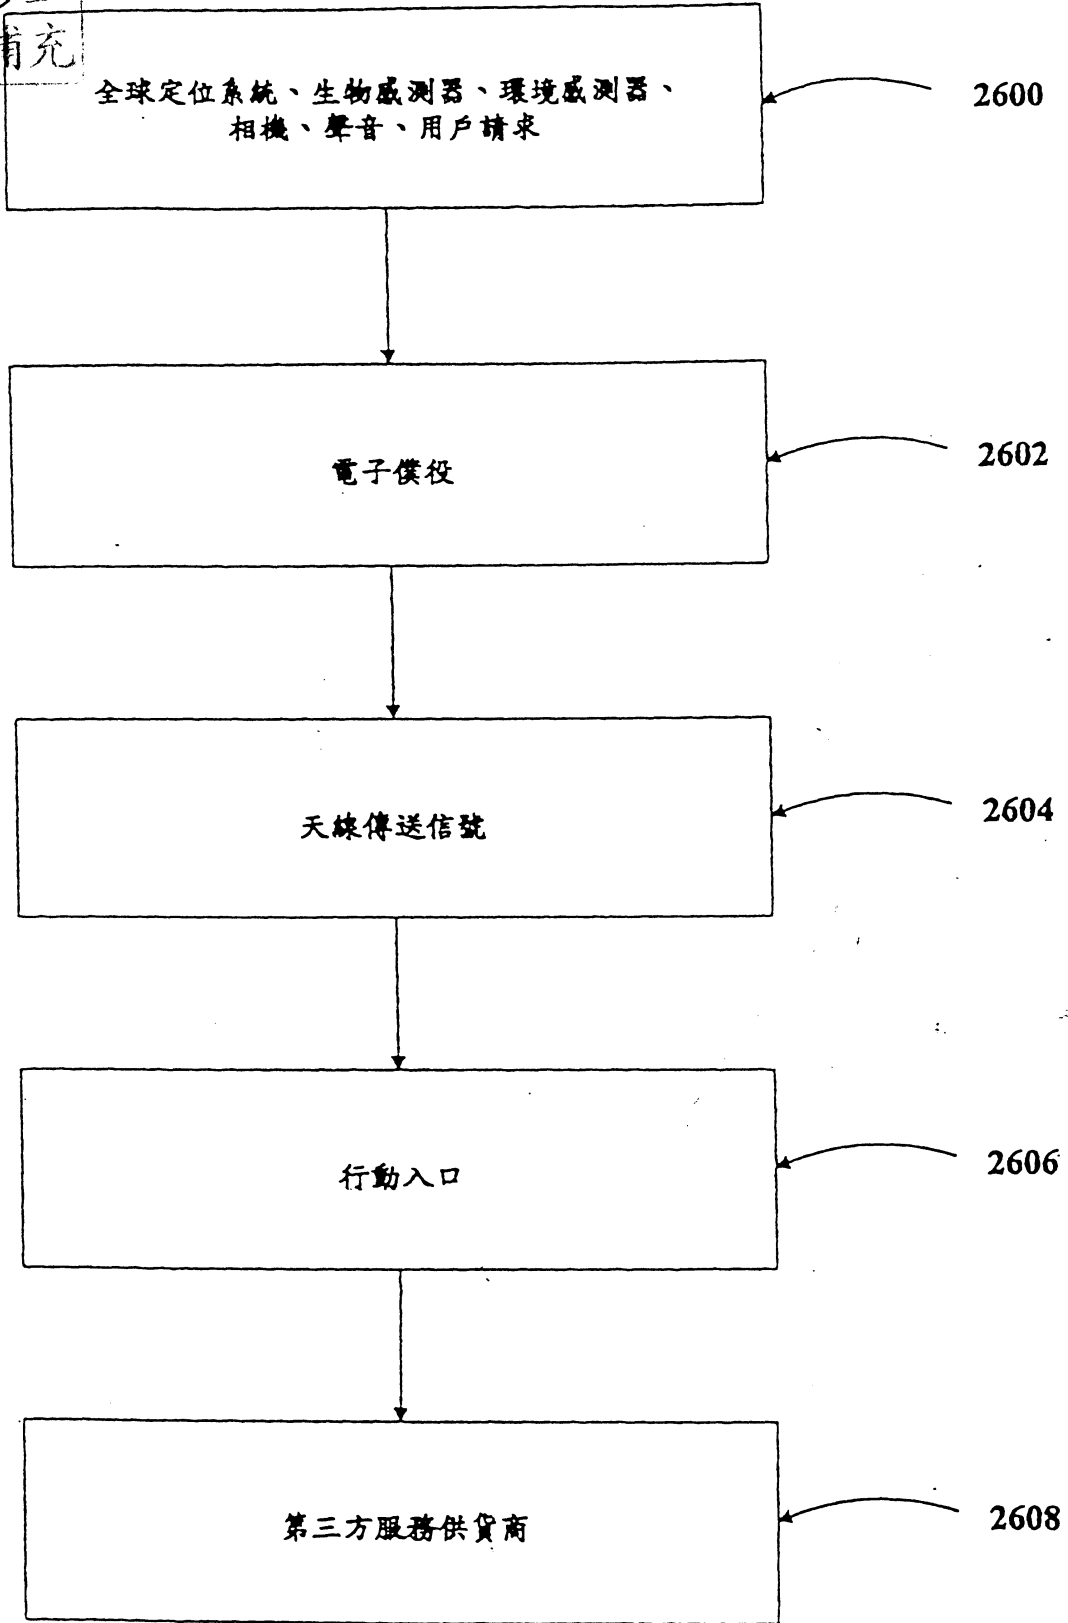 補充
全球定位系統、生物感測器、環境感測器、
相機、聲音、用戶請求
2600
電子僕役
2602
天線傳送信號
2604
行動入口
2606
第三方服務供貨商
2608